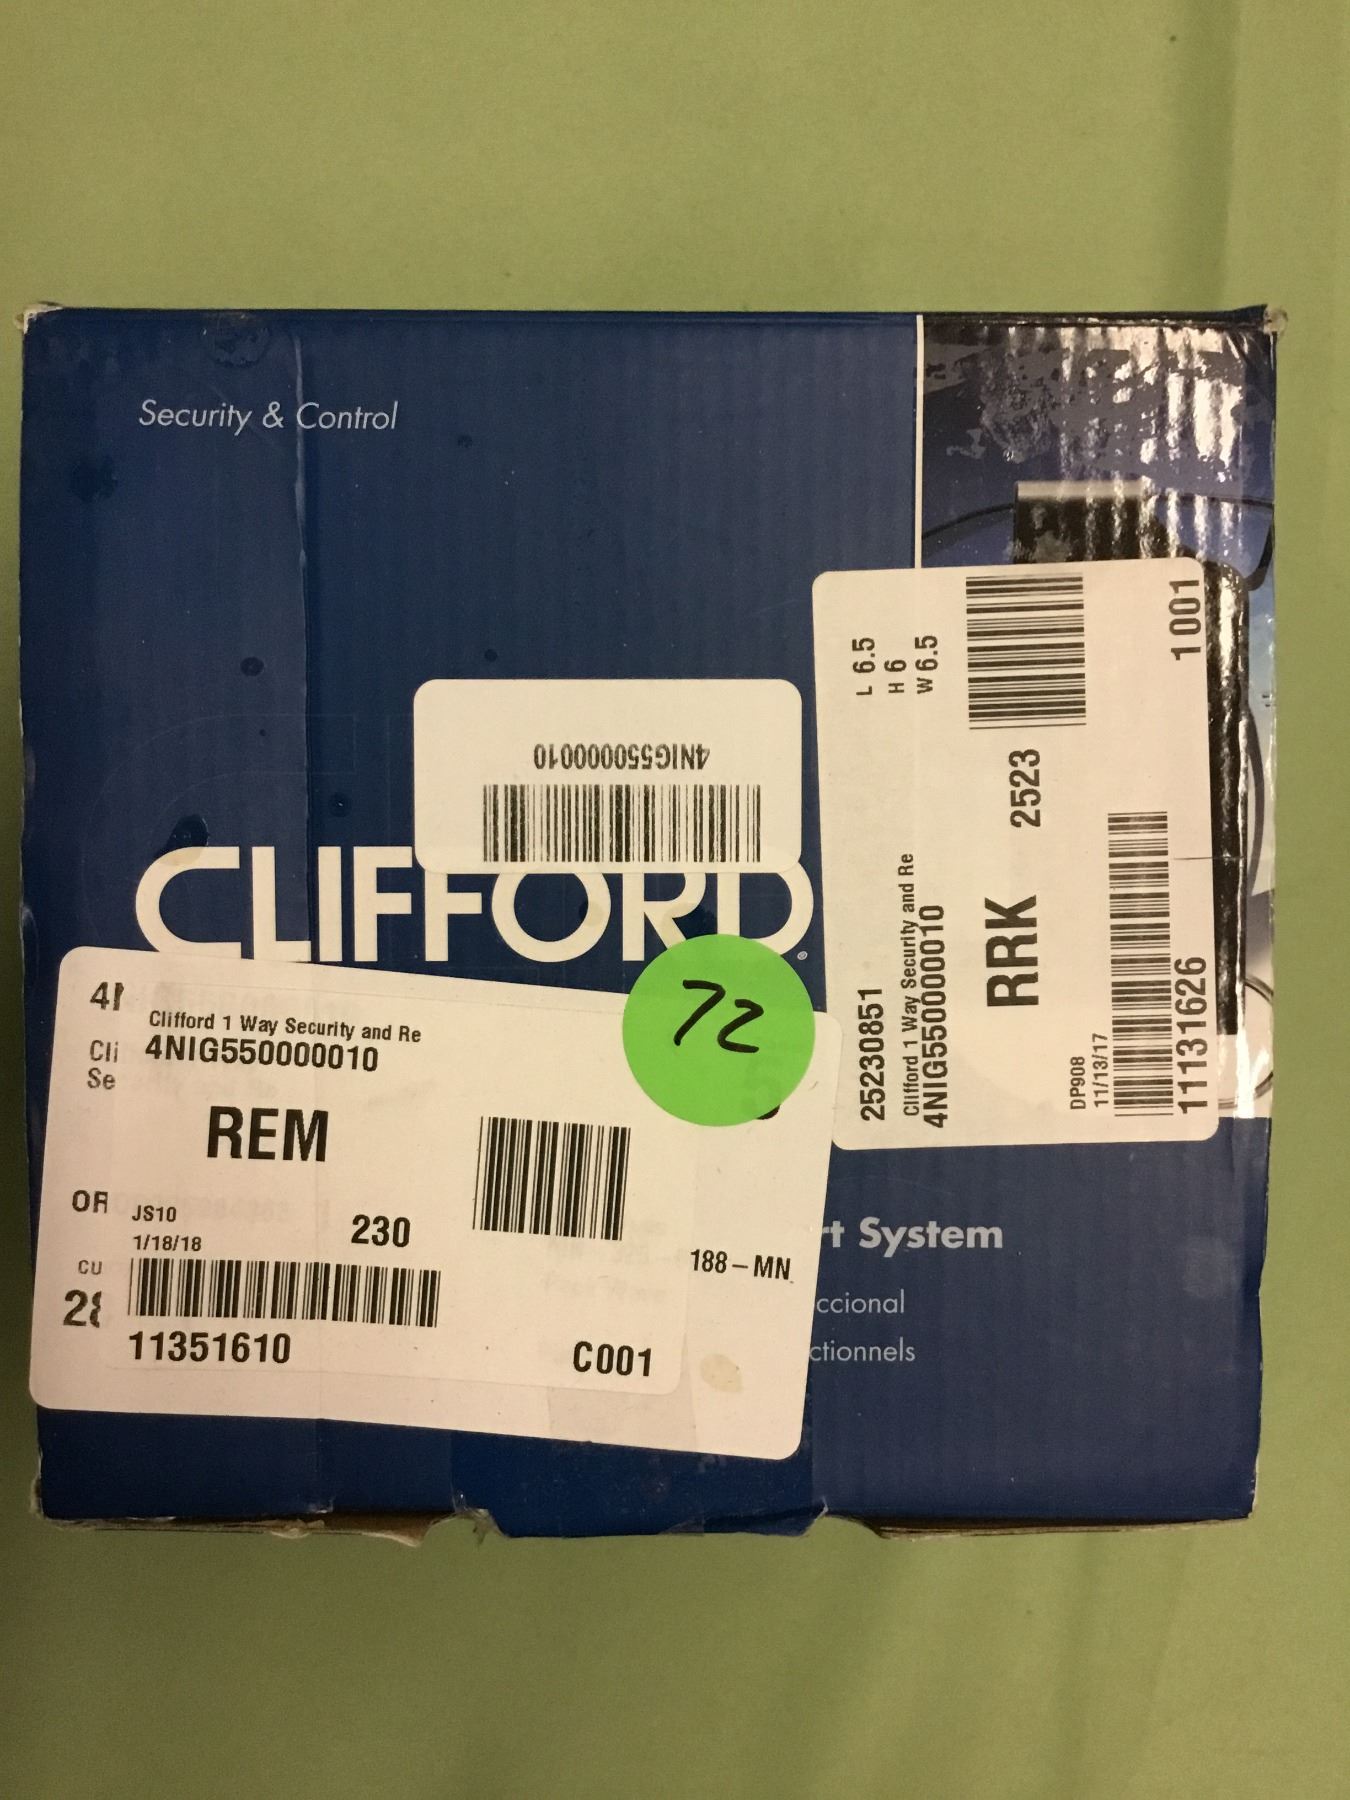 Security & Control
4NIG550000010
CLIFFORD
L 6.5
H 6
W 6.5
1001
2523
RRK
25230851
Clifford 1 Way Security and Re
4NIG550000010
DP908
11/13/17
11131626
72
Clifford 1 Way Security and Re
4NIG550000010
Cli
Se
REM
OR
JS10
230
1/18/18
CU
188-MN
11351610
C001
rt System
ccional
ctionnels